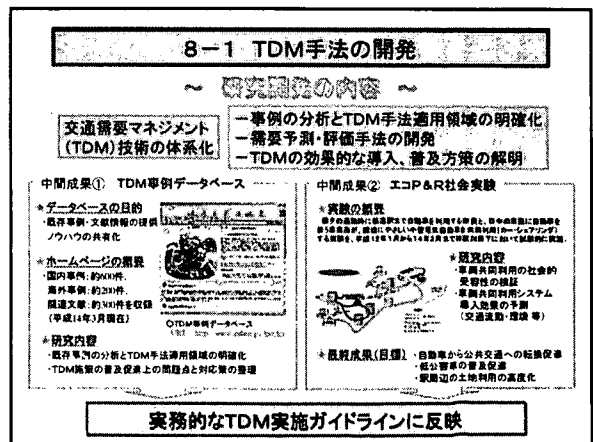 8−1 TDM手法の開発
～ 研究開発の内容 ～
交通需要マネジメント
(TDM)技術の体系化
−事例の分析とTDM手法適用領域の明確化
−需要予測・評価手法の開発
−TDMの効果的な導入、普及方策の解明
中間成果① TDM事例データベース
★データベースの目的
・既存事例・文献情報の提供
ノウハウの共有化
★ホームページの概要
・国内事例:約600件、
海外事例:約200件、
関連文献:約300件を収録
(平成14年3月現在)
○TDM事例データベース
★研究内容
・既存事例の分析とTDM手法適用領域の明確化
・TDM施策の普及促進上の問題点と対応策の整理
中間成果② エコP&R社会実験
★実験の概要
★研究内容
・車両共同利用の社会的
受容性の検証
・車両共同利用システム
導入効果の予測
(交通流動・環境 等)
★最終成果(目標)
・自動車から公共交通への転換促進
・低公害車の普及促進
・駅周辺の土地利用の高度化
実務的なTDM実施ガイドラインに反映